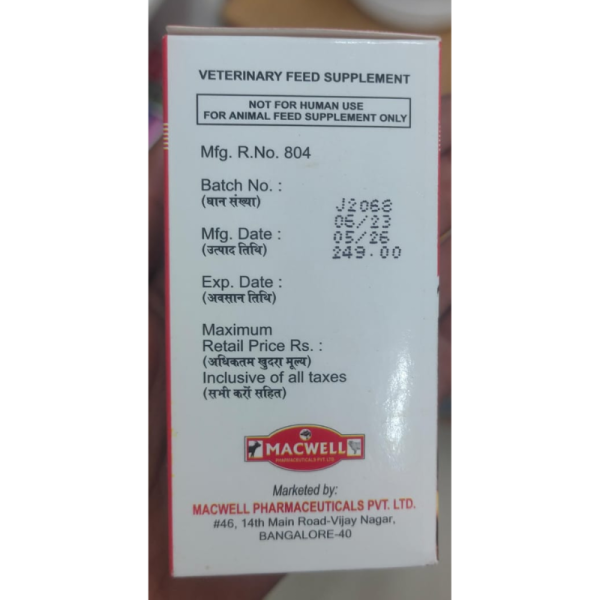 VETERINARY FEED SUPPLEMENT
NOT FOR HUMAN USE
FOR ANIMAL FEED SUPPLEMENT ONLY
Mfg. R.No. 804
Batch No. :
(घान संख्या)
Mfg. Date :
(उत्पाद तिथि)
Exp. Date :
(अवसान तिथि)
Maximum
Retail Price Rs. :
(अधिकतम खुदरा मूल्य)
Inclusive of all taxes
(सभी करों सहित)
J2068
06/23
05/26
249.00
MACWELL
PHARMACEUTICALS PVT. LTD.
Marketed by:
MACWELL PHARMACEUTICALS PVT. LTD.
#46, 14th Main Road-Vijay Nagar,
BANGALORE-40